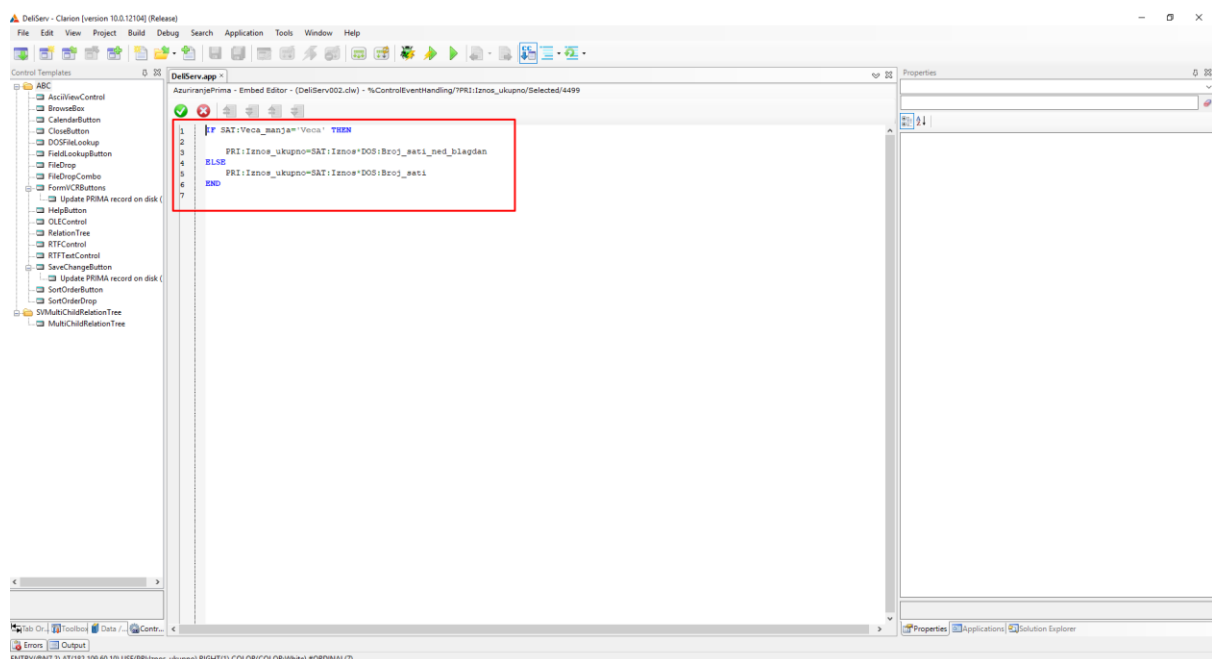 DeliServ - Clarion [version 10.0.12104] (Release)
File Edit View Project Build Debug Search Application Tools Window Help
Control Templates
ABC
AsciiViewControl
BrowseBox
CalendarButton
CloseButton
DOSFileLookup
FieldLookupButton
FileDrop
FileDropCombo
FormVCRButtons
Update PRIMA record on disk (
HelpButton
OLEControl
RelationTree
RTFControl
RTFTextControl
SaveChangeButton
Update PRIMA record on disk (
SortOrderButton
SortOrderDrop
SVMultiChildRelationTree
MultiChildRelationTree
DeliServ.app
AzuriranjePrima - Embed Editor - (DeliServ002.clw) - %ControlEventHandling/?PRI:Iznos_ukupno/Selected/4499
1 IF SAT:Veca_manja='Veca' THEN
2
3 PRI:Iznos_ukupno=SAT:Iznos*DOS:Broj_sati_ned_blagdan
4 ELSE
5 PRI:Iznos_ukupno=SAT:Iznos*DOS:Broj_sati
6 END
7
Properties
Tab Or... Toolbox Data /... Contr...
Properties Applications Solution Explorer
Errors Output